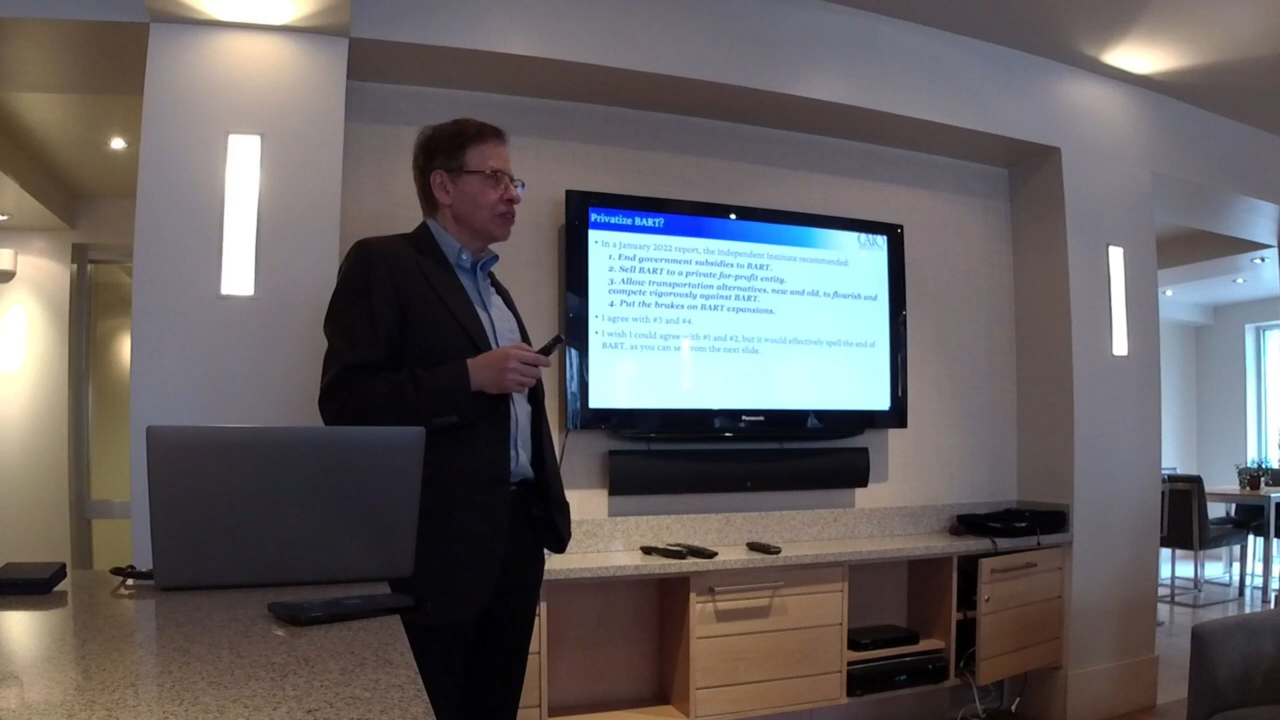 Privatize BART?
CATO
• In a January 2022 report, the Independent Institute recommended:
1. End government subsidies to BART.
2. Sell BART to a private for-profit entity.
3. Allow transportation alternatives, new and old, to flourish and
compete vigorously against BART.
4. Put the brakes on BART expansions.
• I agree with #3 and #4.
• I wish I could agree with #1 and #2, but it would effectively spell the end of
BART, as you can see from the next slide.
Panasonic